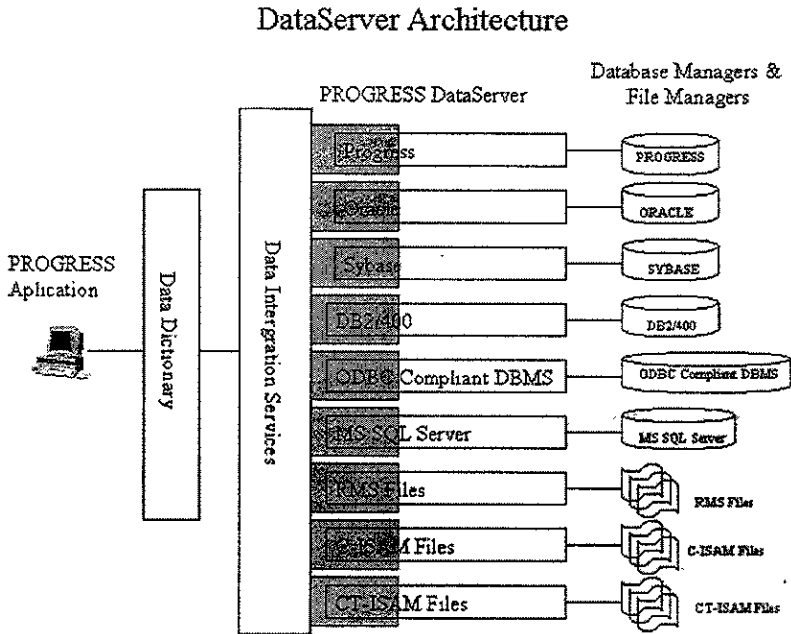 DataServer Architecture
PROGRESS DataServer
Database Managers &
File Managers
PROGRESS
Aplication
Data Dictionary
Data Intergration Services
Progress
PROGRESS
Oracle
ORACLE
Sybase
SYBASE
DB2/400
DB2/400
ODBC Compliant DBMS
ODBC Compliant DBMS
MS SQL Server
MS SQL Server
RMS Files
RMS Files
C-ISAM Files
C-ISAM Files
CT-ISAM Files
CT-ISAM Files